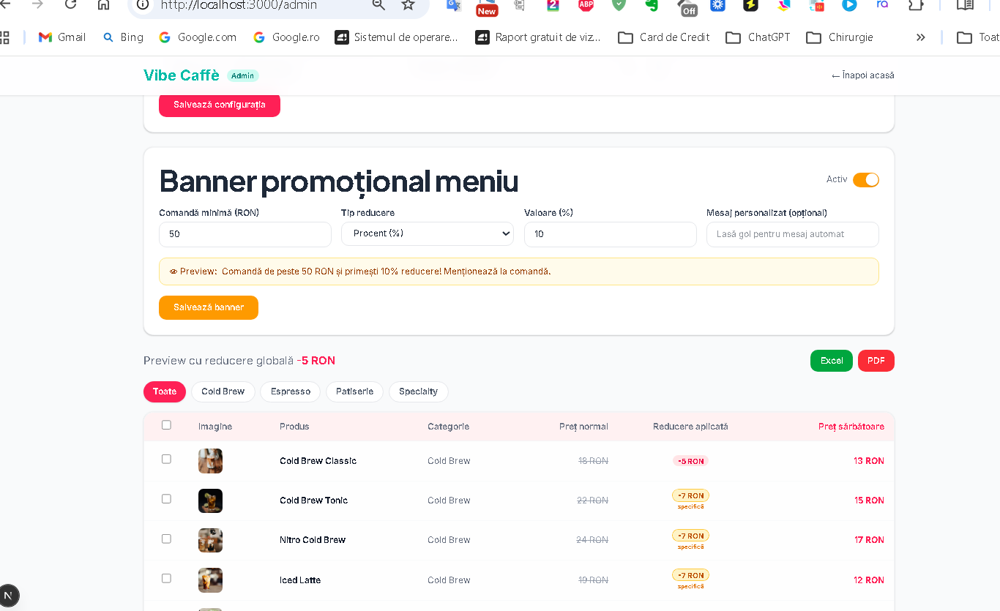 http://localhost:3000/admin
New
2
ABP
Off
ra
Gmail
Bing
Google.com
Google.ro
Sistemul de operare...
Raport gratuit de viz...
Card de Credit
ChatGPT
Chirurgie
»
Toat
Vibe Caffè
Admin
← Înapoi acasă
Salvează configurația
Banner promoțional meniu
Activ
Comandă minimă (RON)
Tip reducere
Valoare (%)
Mesaj personalizat (opțional)
50
Procent (%)
10
Lasă gol pentru mesaj automat
Preview: Comandă de peste 50 RON și primești 10% reducere! Menționează la comandă.
Salvează banner
Preview cu reducere globală -5 RON
Excel
PDF
Toate
Cold Brew
Espresso
Patiserie
Specialty
Imagine
Produs
Categorie
Preț normal
Reducere aplicată
Preț sărbătoare
Cold Brew Classic
Cold Brew
18 RON
-5 RON
13 RON
Cold Brew Tonic
Cold Brew
22 RON
-7 RON
specifică
15 RON
Nitro Cold Brew
Cold Brew
24 RON
-7 RON
specifică
17 RON
Iced Latte
Cold Brew
19 RON
-7 RON
specifică
12 RON
N